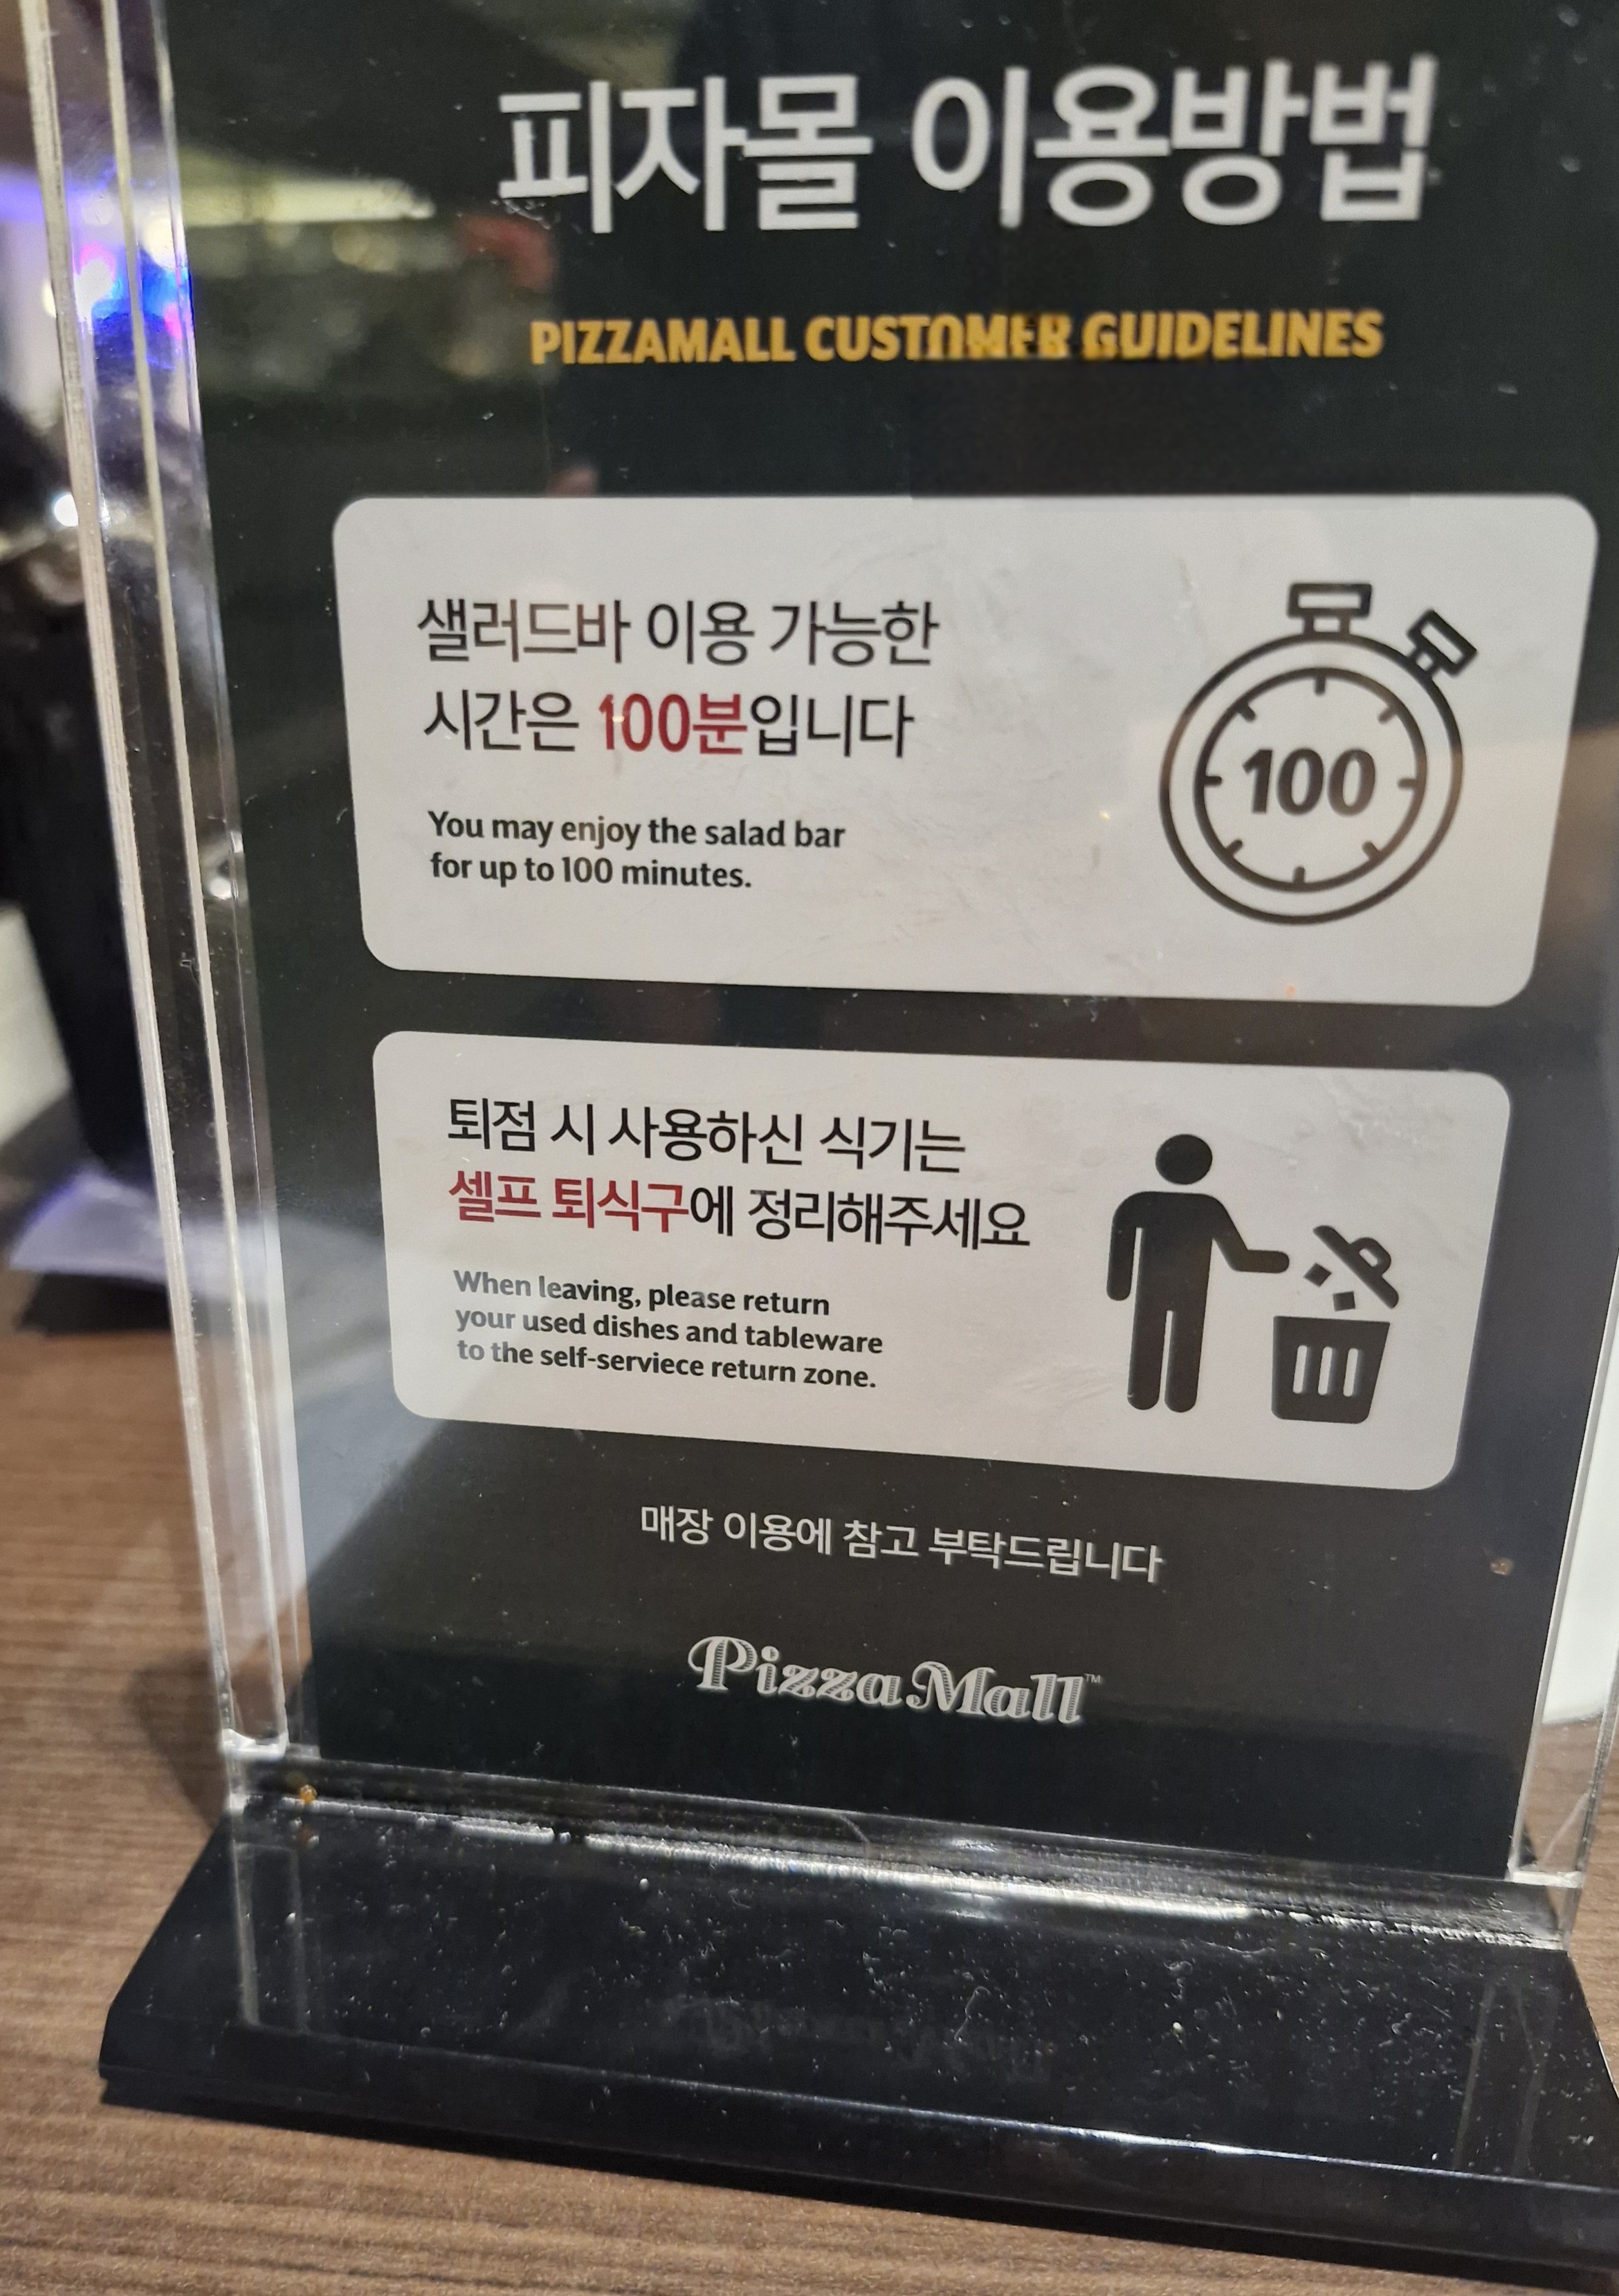 피자몰 이용방법
PIZZAMALL CUSTOMER GUIDELINES
샐러드바 이용 가능한
시간은 100분입니다
You may enjoy the salad bar
for up to 100 minutes.
100
퇴점 시 사용하신 식기는
셀프 퇴식구에 정리해주세요
When leaving, please return
your used dishes and tableware
to the self-serviece return zone.
매장 이용에 참고 부탁드립니다
Pizza Mall™